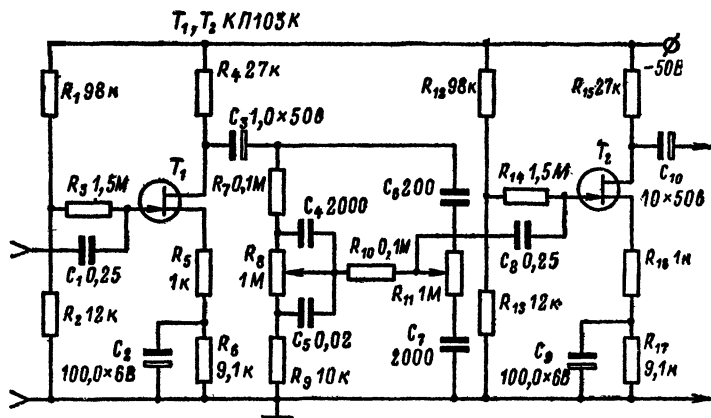 T₁, T₂ КП103К
R₁ 98к
R₄ 27к
R₁₂ 98к
R₁₅ 27к
-50В
C₃ 1,0×50В
T₁
T₂
R₃ 1,5М
R₇ 0,1М
C₄ 2000
C₆ 200
R₁₄ 1,5М
C₁₀
10×50В
C₁ 0,25
R₅
1к
R₈
1М
R₁₀ 0,1М
R₁₁ 1М
C₈ 0,25
R₁₆ 1к
R₂ 12к
R₁₃ 12к
C₅ 0,02
C₂
100,0×6В
R₆
9,1к
R₉ 10к
C₇
2000
C₉
100,0×6В
R₁₇
9,1к